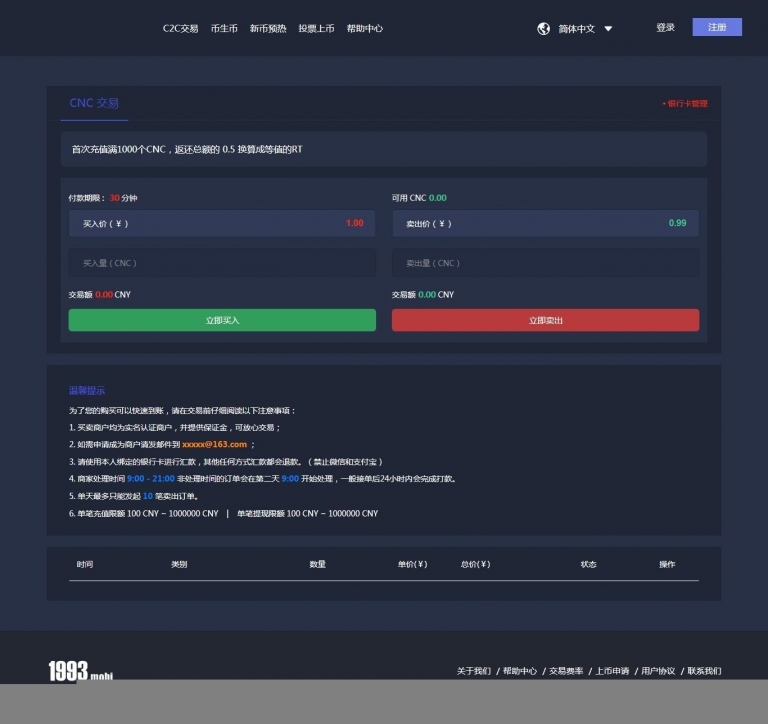 C2C交易 币生币 新币预热 投票上币 帮助中心 简体中文 登录 注册
CNC 交易 • 银行卡管理
首次充值满1000个CNC，返还总额的 0.5 换算成等值的RT
付款期限： 30 分钟 可用 CNC 0.00
买入价 ( ¥ ) 1.00 卖出价 ( ¥ ) 0.99
买入量 ( CNC ) 卖出量 ( CNC )
交易额 0.00 CNY 交易额 0.00 CNY
立即买入 立即卖出
温馨提示
为了您的购买可以快速到账，请在交易前仔细阅读以下注意事项：
1. 买卖商户均为实名认证商户，并提供保证金，可放心交易；
2. 如需申请成为商户请发邮件到 xxxxx@163.com ；
3. 请使用本人绑定的银行卡进行汇款，其他任何方式汇款都会退款。（ 禁止微信和支付宝 ）
4. 商家处理时间 9:00 - 21:00 非处理时间的订单会在第二天 9:00 开始处理，一般接单后24小时内会完成打款。
5. 单天最多只能发起 10 笔卖出订单。
6. 单笔充值限额 100 CNY ~ 1000000 CNY | 单笔提现限额 100 CNY ~ 1000000 CNY
时间 类别 数量 单价(¥) 总价(¥) 状态 操作
1993.mobi 关于我们 / 帮助中心 / 交易费率 / 上币申请 / 用户协议 / 联系我们